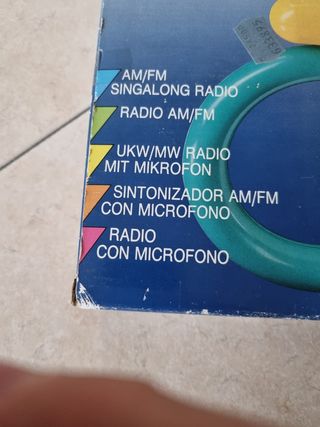 AM/FM
SINGALONG RADIO
RADIO AM/FM
UKW/MW RADIO
MIT MIKROFON
SINTONIZADOR AM/FM
CON MICROFONO
RADIO
CON MICROFONO